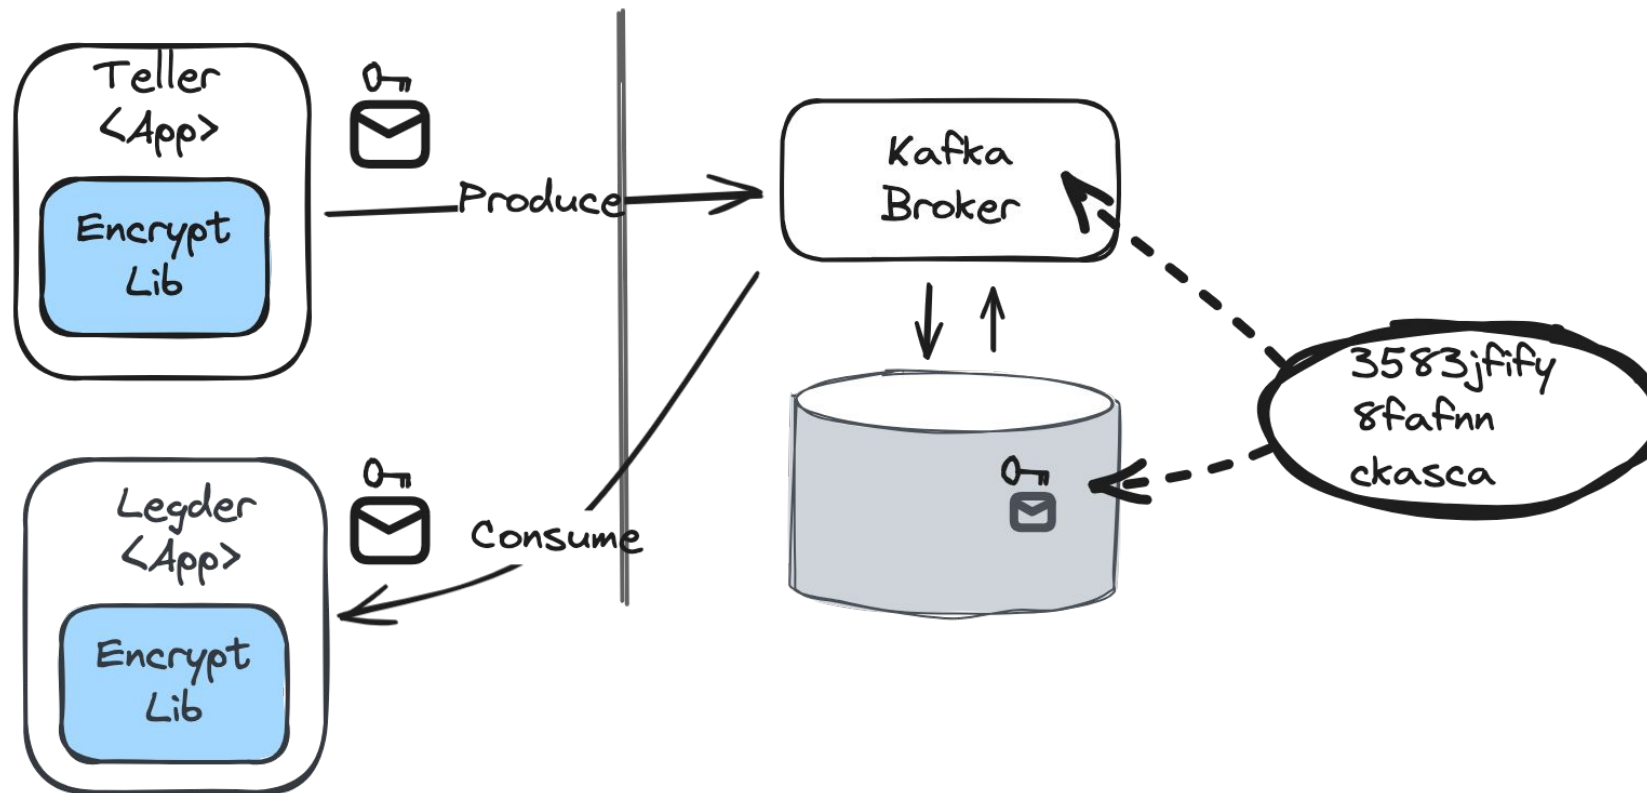 Teller
<App>
Encrypt
Lib
Produce
Kafka
Broker
3583jfify
8fafnn
ckasca
Legder
<App>
Encrypt
Lib
Consume